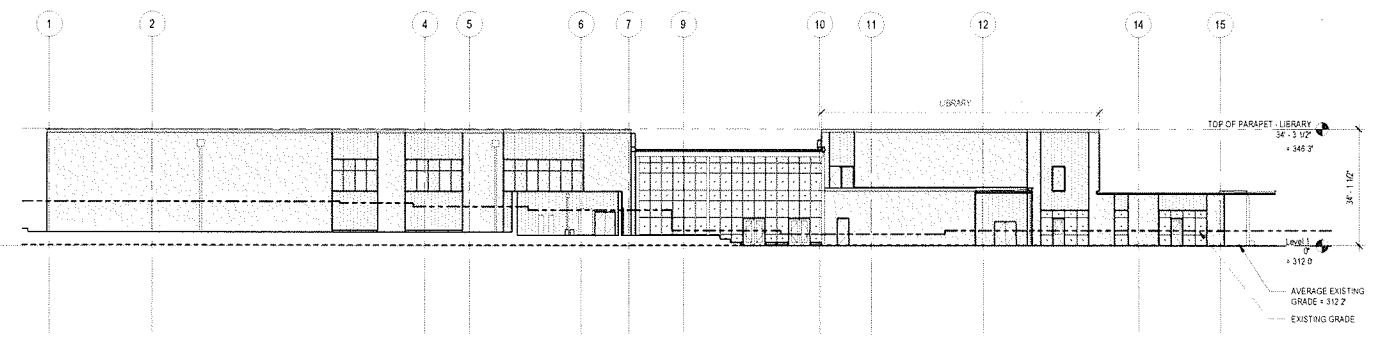 1 2 4 5 6 7 9 10 11 12 14 15
LIBRARY
TOP OF PARAPET - LIBRARY
34' - 3 1/2"
= 346.3'
34' - 1 1/2"
Level 1
0"
= 312.0
AVERAGE EXISTING
GRADE = 312.2'
EXISTING GRADE